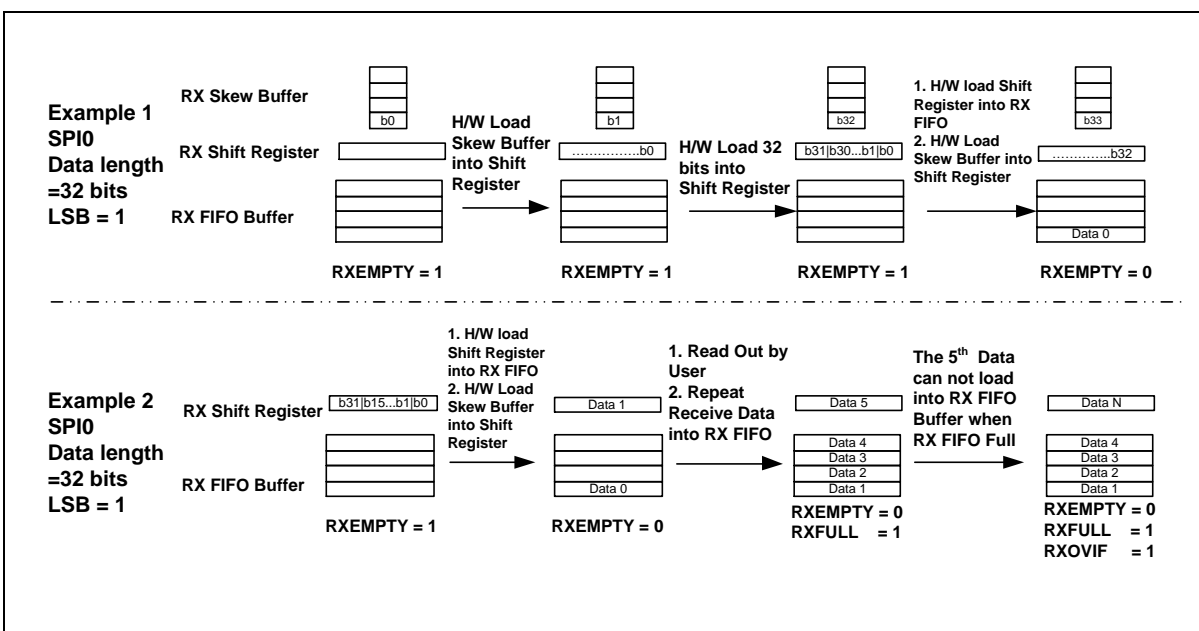 Example 1
SPI0
Data length
=32 bits
LSB = 1
RX Skew Buffer
RX Shift Register
RX FIFO Buffer
b0
RXEMPTY = 1
H/W Load
Skew Buffer
into Shift
Register
b1
................b0
RXEMPTY = 1
H/W Load 32
bits into
Shift Register
b32
b31|b30...b1|b0
RXEMPTY = 1
1. H/W load Shift
Register into RX
FIFO
2. H/W Load
Skew Buffer into
Shift Register
b33
..............b32
Data 0
RXEMPTY = 0
Example 2
SPI0
Data length
=32 bits
LSB = 1
RX Shift Register
RX FIFO Buffer
b31|b15...b1|b0
RXEMPTY = 1
1. H/W load
Shift Register
into RX FIFO
2. H/W Load
Skew Buffer
into Shift
Register
Data 1
Data 0
RXEMPTY = 0
1. Read Out by
User
2. Repeat
Receive Data
into RX FIFO
Data 5
Data 4
Data 3
Data 2
Data 1
RXEMPTY = 0
RXFULL = 1
The 5th Data
can not load
into RX FIFO
Buffer when
RX FIFO Full
Data N
Data 4
Data 3
Data 2
Data 1
RXEMPTY = 0
RXFULL = 1
RXOVIF = 1